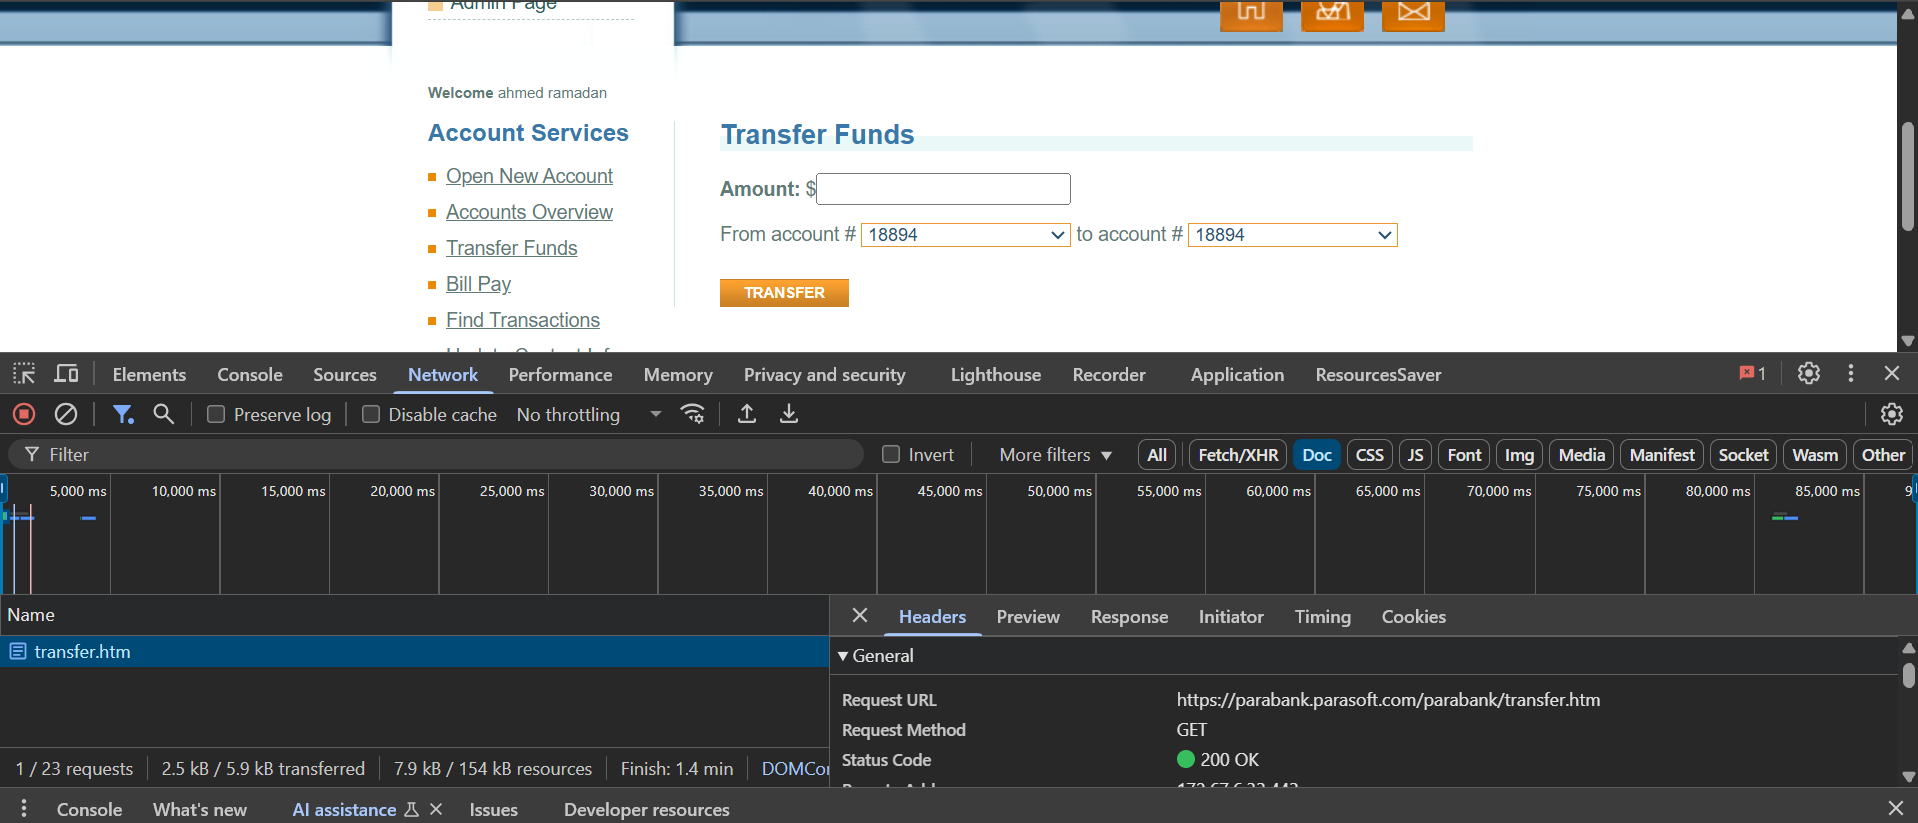 Admin Page
Welcome ahmed ramadan
Account Services
Open New Account
Accounts Overview
Transfer Funds
Bill Pay
Find Transactions
Transfer Funds
Amount: $
From account # 18894 to account # 18894
TRANSFER
Elements Console Sources Network Performance Memory Privacy and security Lighthouse Recorder Application ResourcesSaver 1
Preserve log Disable cache No throttling
Filter Invert More filters All Fetch/XHR Doc CSS JS Font Img Media Manifest Socket Wasm Other
5,000 ms 10,000 ms 15,000 ms 20,000 ms 25,000 ms 30,000 ms 35,000 ms 40,000 ms 45,000 ms 50,000 ms 55,000 ms 60,000 ms 65,000 ms 70,000 ms 75,000 ms 80,000 ms 85,000 ms 9
Name
transfer.htm
Headers Preview Response Initiator Timing Cookies
General
Request URL https://parabank.parasoft.com/parabank/transfer.htm
Request Method GET
Status Code 200 OK
1 / 23 requests 2.5 kB / 5.9 kB transferred 7.9 kB / 154 kB resources Finish: 1.4 min DOMCo
Console What's new AI assistance Issues Developer resources